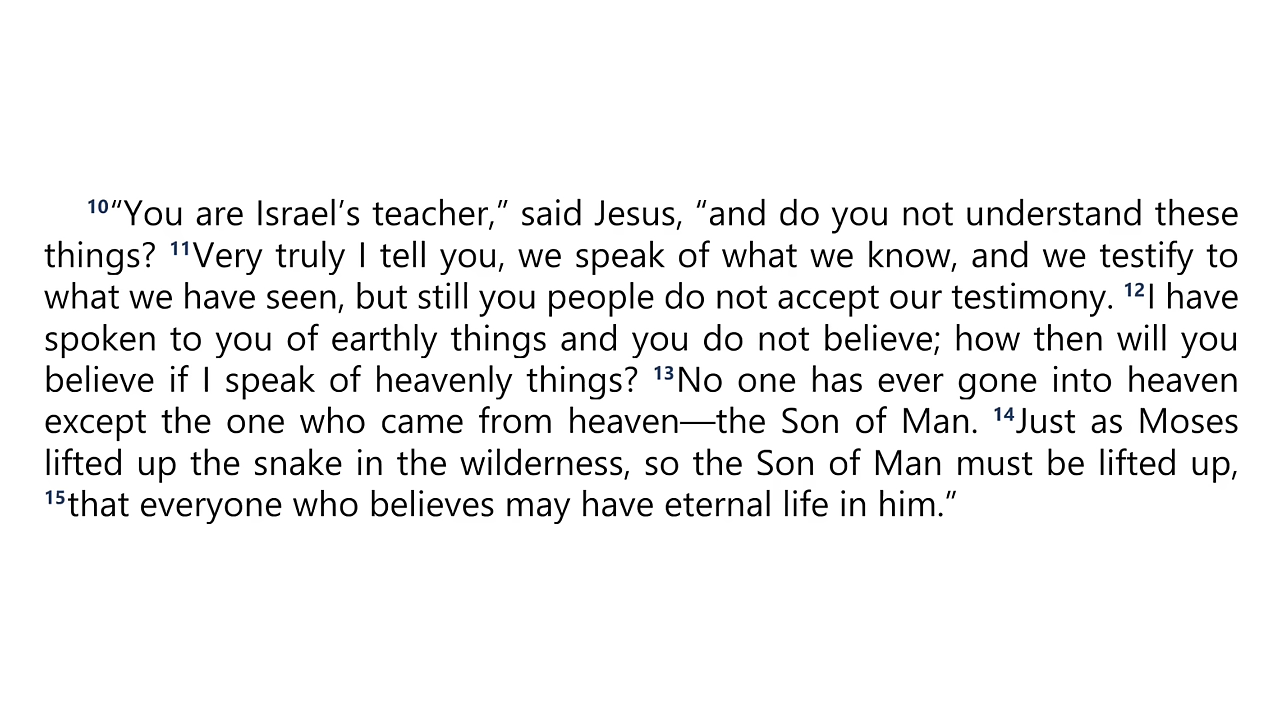 ¹⁰“You are Israel’s teacher,” said Jesus, “and do you not understand these
things? ¹¹Very truly I tell you, we speak of what we know, and we testify to
what we have seen, but still you people do not accept our testimony. ¹²I have
spoken to you of earthly things and you do not believe; how then will you
believe if I speak of heavenly things? ¹³No one has ever gone into heaven
except the one who came from heaven—the Son of Man. ¹⁴Just as Moses
lifted up the snake in the wilderness, so the Son of Man must be lifted up,
¹⁵that everyone who believes may have eternal life in him.”